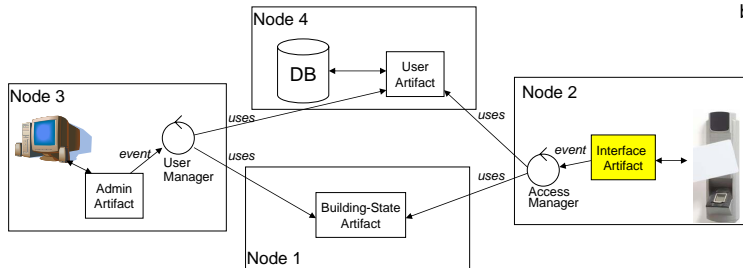 b
Node 4
DB
User
Artifact
Node 3
event
User
Manager
Admin
Artifact
uses
uses
uses
uses
Node 2
event
Interface
Artifact
Access
Manager
Building-State
Artifact
Node 1